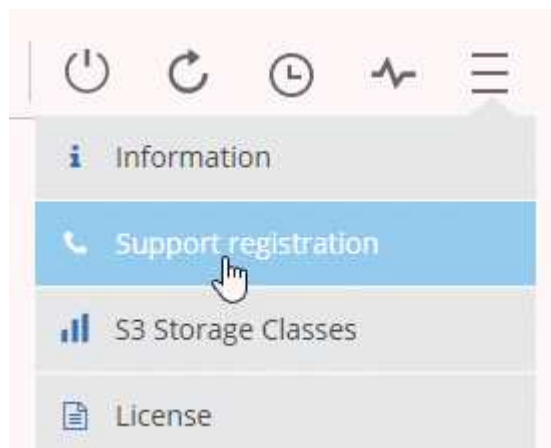 Information
Support registration
S3 Storage Classes
License